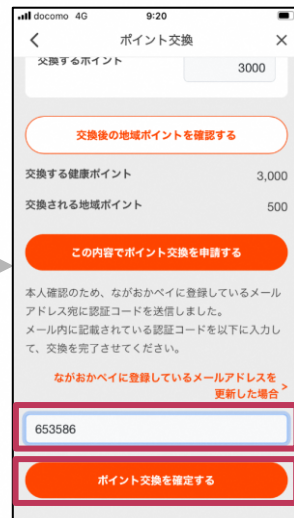 docomo 4G 9:20
ポイント交換
交換するポイント 3000
交換後の地域ポイントを確認する
交換する健康ポイント 3,000
交換される地域ポイント 500
この内容でポイント交換を申請する
本人確認のため、ながおかペイに登録しているメール
アドレス宛に認証コードを送信しました。
メール内に記載されている認証コードを以下に入力し
て、交換を完了させてください。
ながおかペイに登録しているメールアドレスを
更新した場合
653586
ポイント交換を確定する